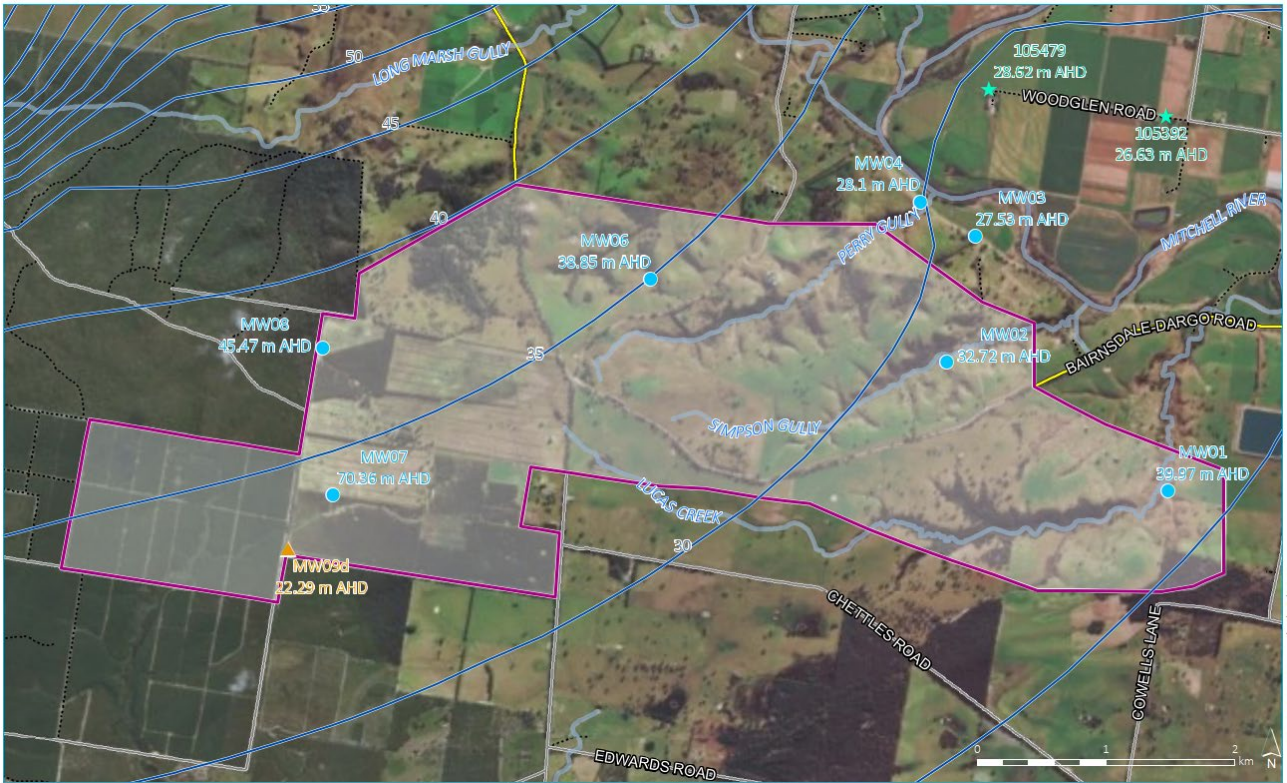 50
LONG MARSH GULLY
45
105479
28.62 m AHD
WOODGLEN ROAD
105392
26.63 m AHD
MW04
28.1 m AHD
MW03
27.53 m AHD
MITCHELL RIVER
40
MW06
38.85 m AHD
PERRY GULLY
MW08
45.47 m AHD
35
MW02
32.72 m AHD
BAIRNSDALE-DARGO ROAD
SIMPSON GULLY
MW07
70.36 m AHD
MW01
39.97 m AHD
LUCAS CREEK
30
MW09d
22.29 m AHD
CHETTLES ROAD
COWELLS LANE
EDWARDS ROAD
0 1 2
km
N